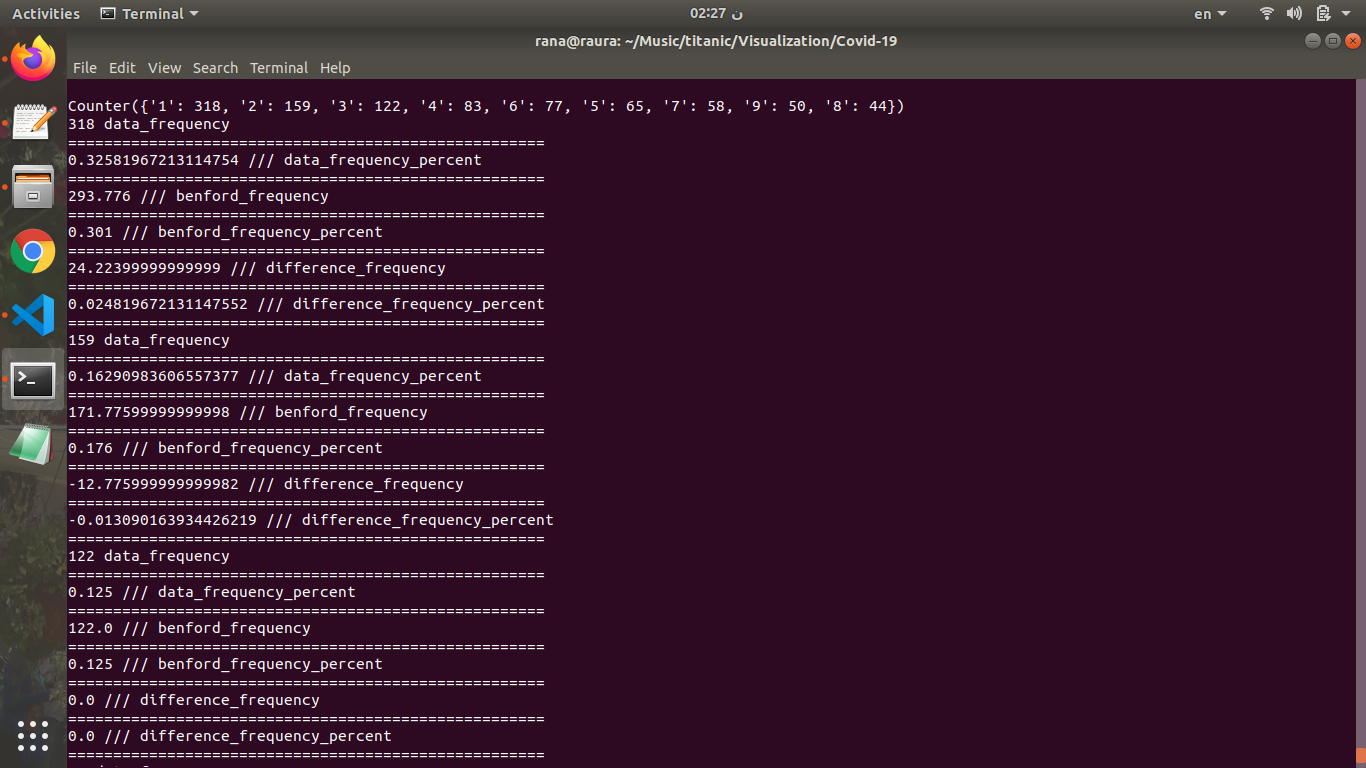 Activities Terminal 02:27 ن en
rana@raura: ~/Music/titanic/Visualization/Covid-19
File Edit View Search Terminal Help
Counter({'1': 318, '2': 159, '3': 122, '4': 83, '6': 77, '5': 65, '7': 58, '9': 50, '8': 44})
318 data_frequency
=====================================================
0.32581967213114754 /// data_frequency_percent
=====================================================
293.776 /// benford_frequency
=====================================================
0.301 /// benford_frequency_percent
=====================================================
24.22399999999999 /// difference_frequency
=====================================================
0.024819672131147552 /// difference_frequency_percent
=====================================================
159 data_frequency
=====================================================
0.16290983606557377 /// data_frequency_percent
=====================================================
171.77599999999998 /// benford_frequency
=====================================================
0.176 /// benford_frequency_percent
=====================================================
-12.775999999999982 /// difference_frequency
=====================================================
-0.013090163934426219 /// difference_frequency_percent
=====================================================
122 data_frequency
=====================================================
0.125 /// data_frequency_percent
=====================================================
122.0 /// benford_frequency
=====================================================
0.125 /// benford_frequency_percent
=====================================================
0.0 /// difference_frequency
=====================================================
0.0 /// difference_frequency_percent
=====================================================